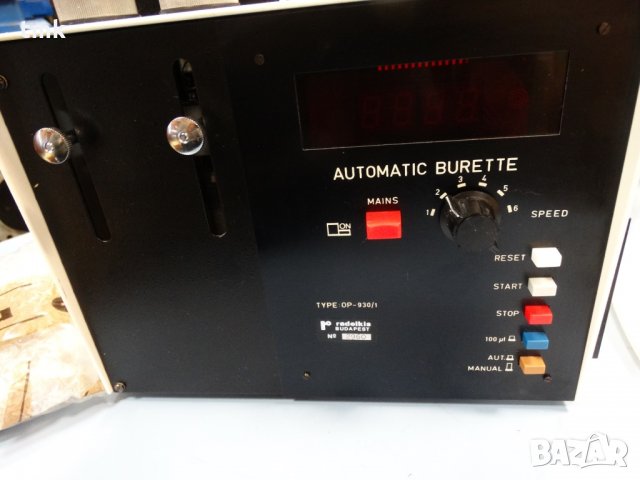 tmk
AUTOMATIC BURETTE
MAINS
ON
1 2 3 4 5 6
SPEED
RESET
START
STOP
100 µl
AUT.
MANUAL
TYPE: OP-930/1
radelkis
BUDAPEST
Nº
BAZAR